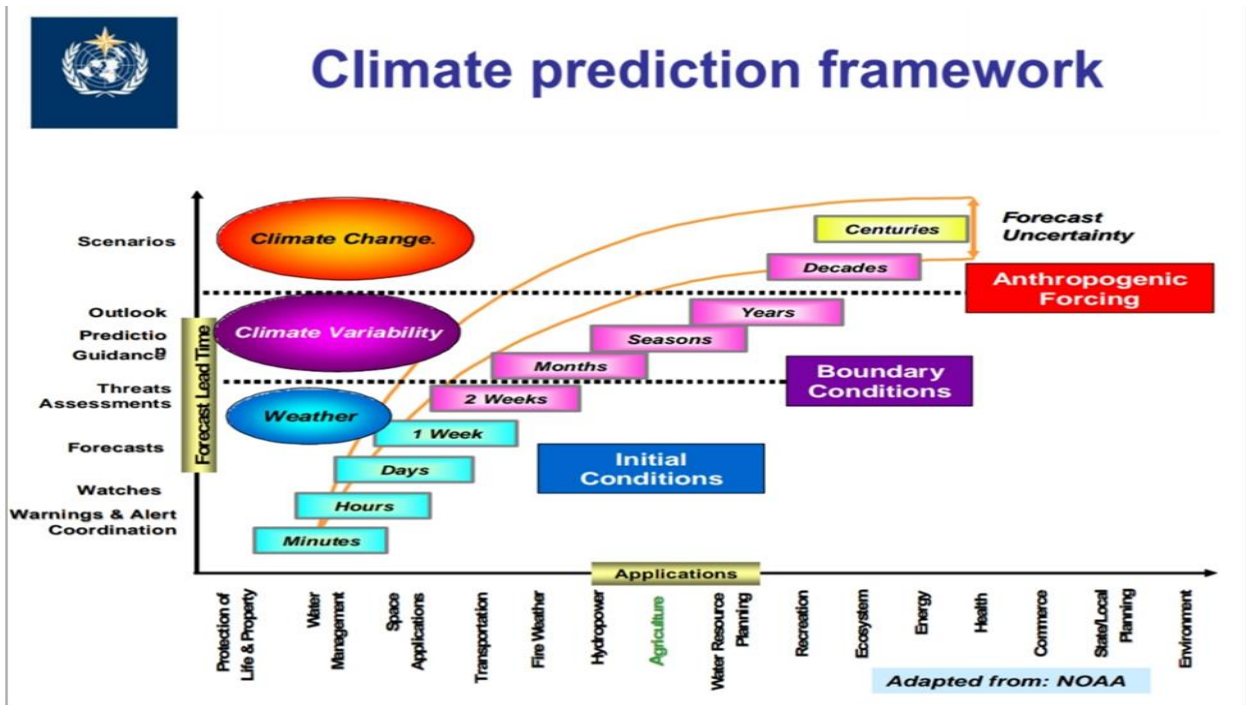 Climate prediction framework
Scenarios
Outlook
Predictio
n
Guidance
Threats
Assessments
Forecasts
Watches
Warnings & Alert
Coordination
Forecast Lead Time
Climate Change.
Climate Variability
Weather
Centuries
Decades
Years
Seasons
Months
2 Weeks
1 Week
Days
Hours
Minutes
Forecast
Uncertainty
Anthropogenic
Forcing
Boundary
Conditions
Initial
Conditions
Applications
Protection of
Life & Property
Water
Management
Space
Applications
Transportation
Fire Weather
Hydropower
Agriculture
Water Resource
Planning
Recreation
Ecosystem
Energy
Health
Commerce
State/Local
Planning
Environment
Adapted from: NOAA